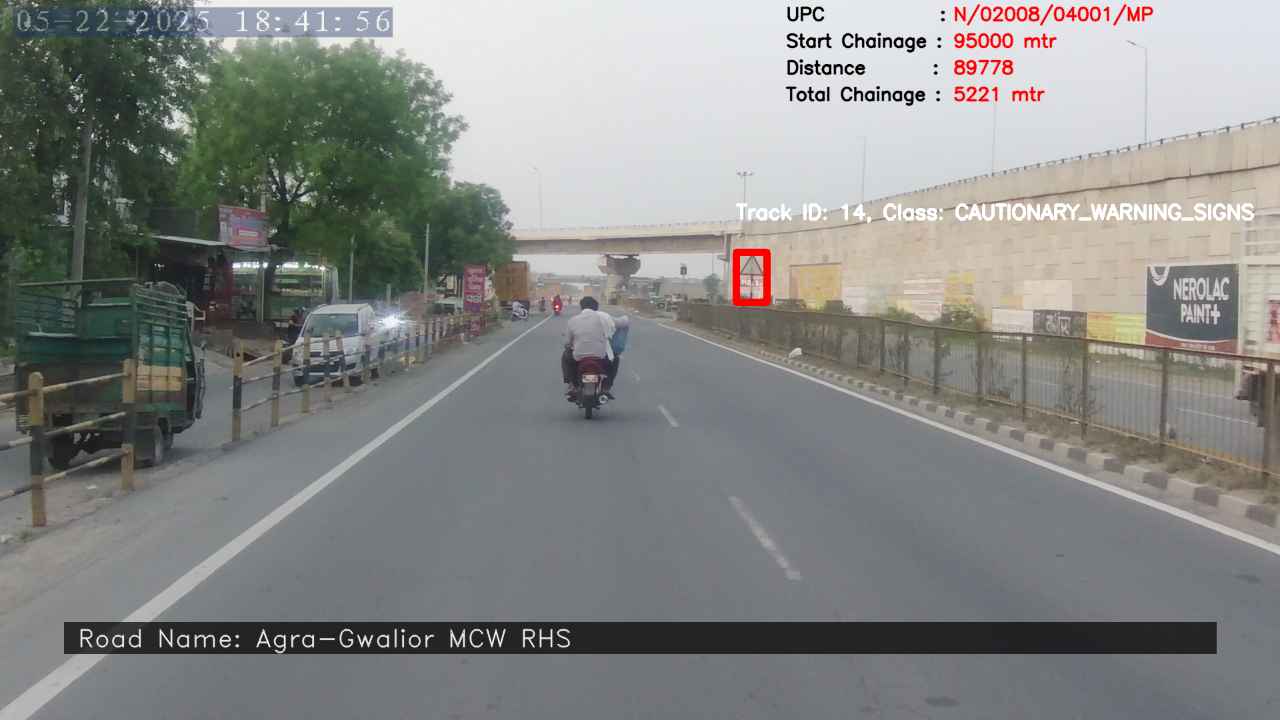 05-22-2025 18:41:56
UPC : N/02008/04001/MP
Start Chainage : 95000 mtr
Distance : 89778
Total Chainage : 5221 mtr
Track ID: 14, Class: CAUTIONARY_WARNING_SIGNS
NEROLAC
PAINT+
Road Name: Agra-Gwalior MCW RHS